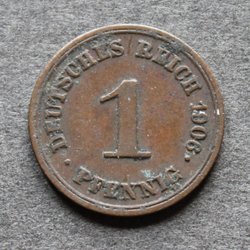 DEUTSCHES REICH 1906
1
• PFENNIG •